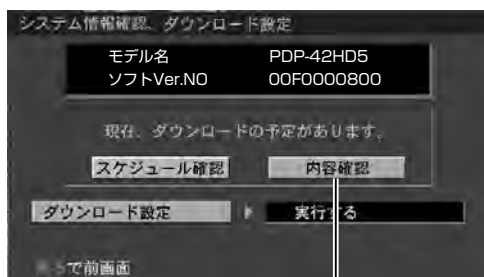 システム情報確認、ダウンロード設定
モデル名 PDP-42HD5
ソフトVer.NO 00F0000800
現在、ダウンロードの予定があります。
スケジュール確認 内容確認
ダウンロード設定 実行する
で前画面